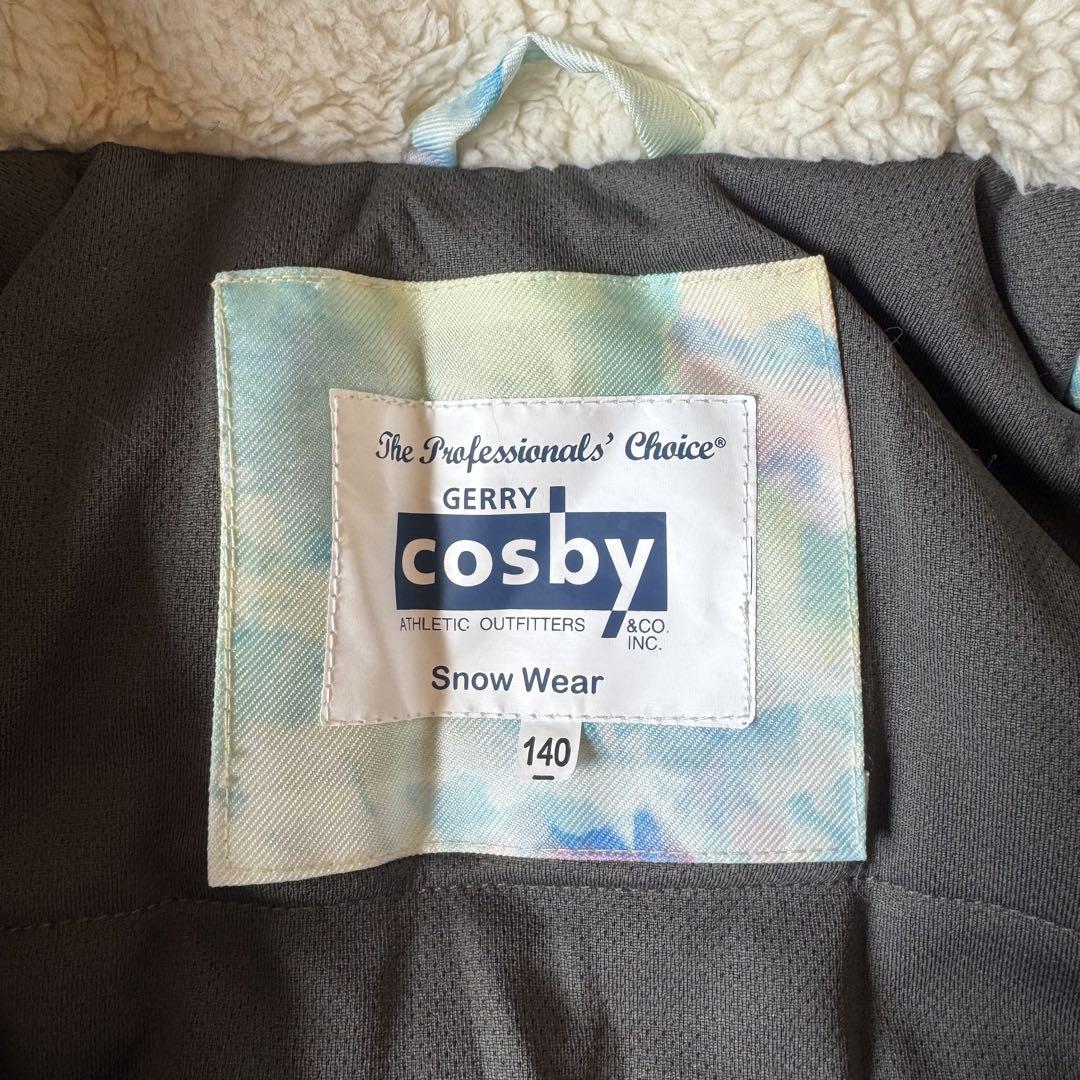 The Professionals' Choice®
GERRY
cosby
ATHLETIC OUTFITTERS &CO.
INC.
Snow Wear
140